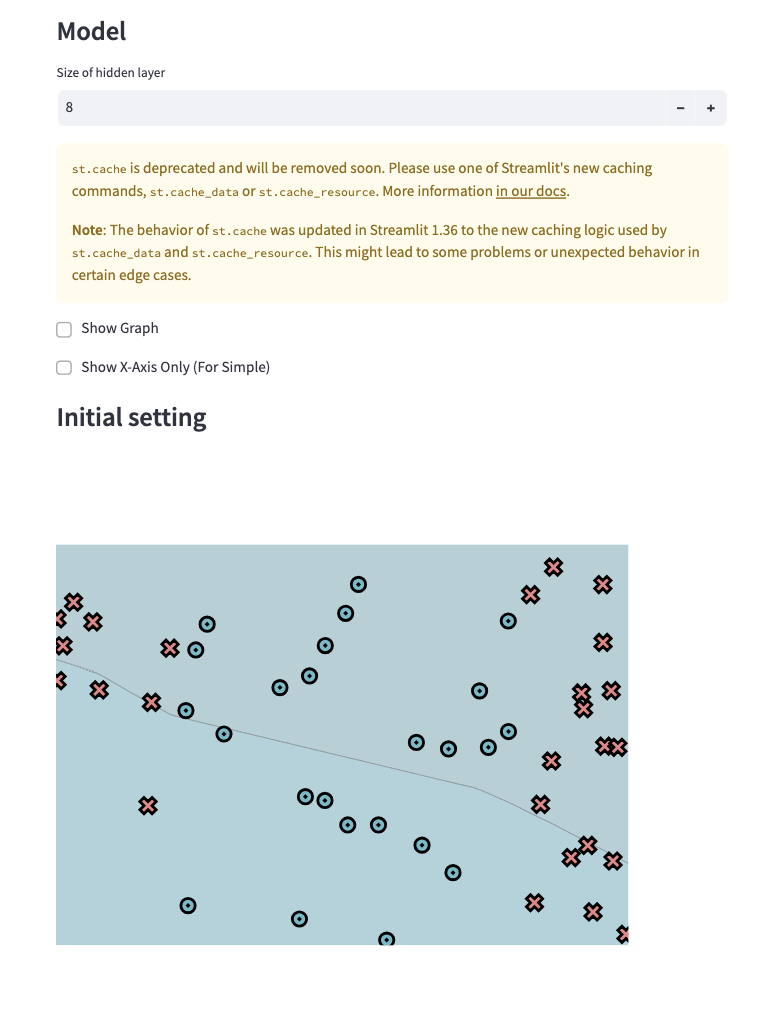 Model
Size of hidden layer
8
− +
st.cache is deprecated and will be removed soon. Please use one of Streamlit's new caching
commands, st.cache_data or st.cache_resource. More information in our docs.
Note: The behavior of st.cache was updated in Streamlit 1.36 to the new caching logic used by
st.cache_data and st.cache_resource. This might lead to some problems or unexpected behavior in
certain edge cases.
Show Graph
Show X-Axis Only (For Simple)
Initial setting